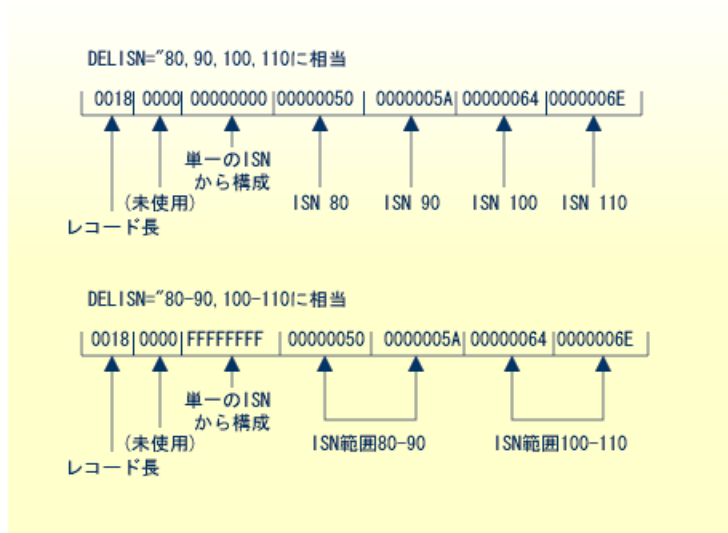 DELISN="80,90,100,110に相当
0018 0000 00000000 00000050 0000005A 00000064 0000006E
単一のISN
から構成
(未使用) ISN 80 ISN 90 ISN 100 ISN 110
レコード長
DELISN="80-90,100-110に相当
0018 0000 FFFFFFFF 00000050 0000005A 00000064 0000006E
単一のISN
から構成
(未使用) ISN範囲80-90 ISN範囲100-110
レコード長